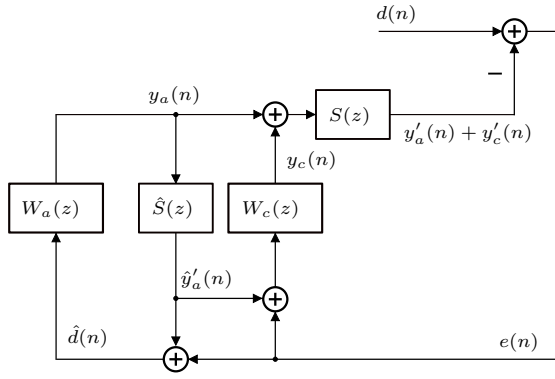 d(n)
−
y_a(n)
S(z)
y'_a(n) + y'_c(n)
y_c(n)
W_a(z)
Ŝ(z)
W_c(z)
ŷ'_a(n)
d̂(n)
e(n)